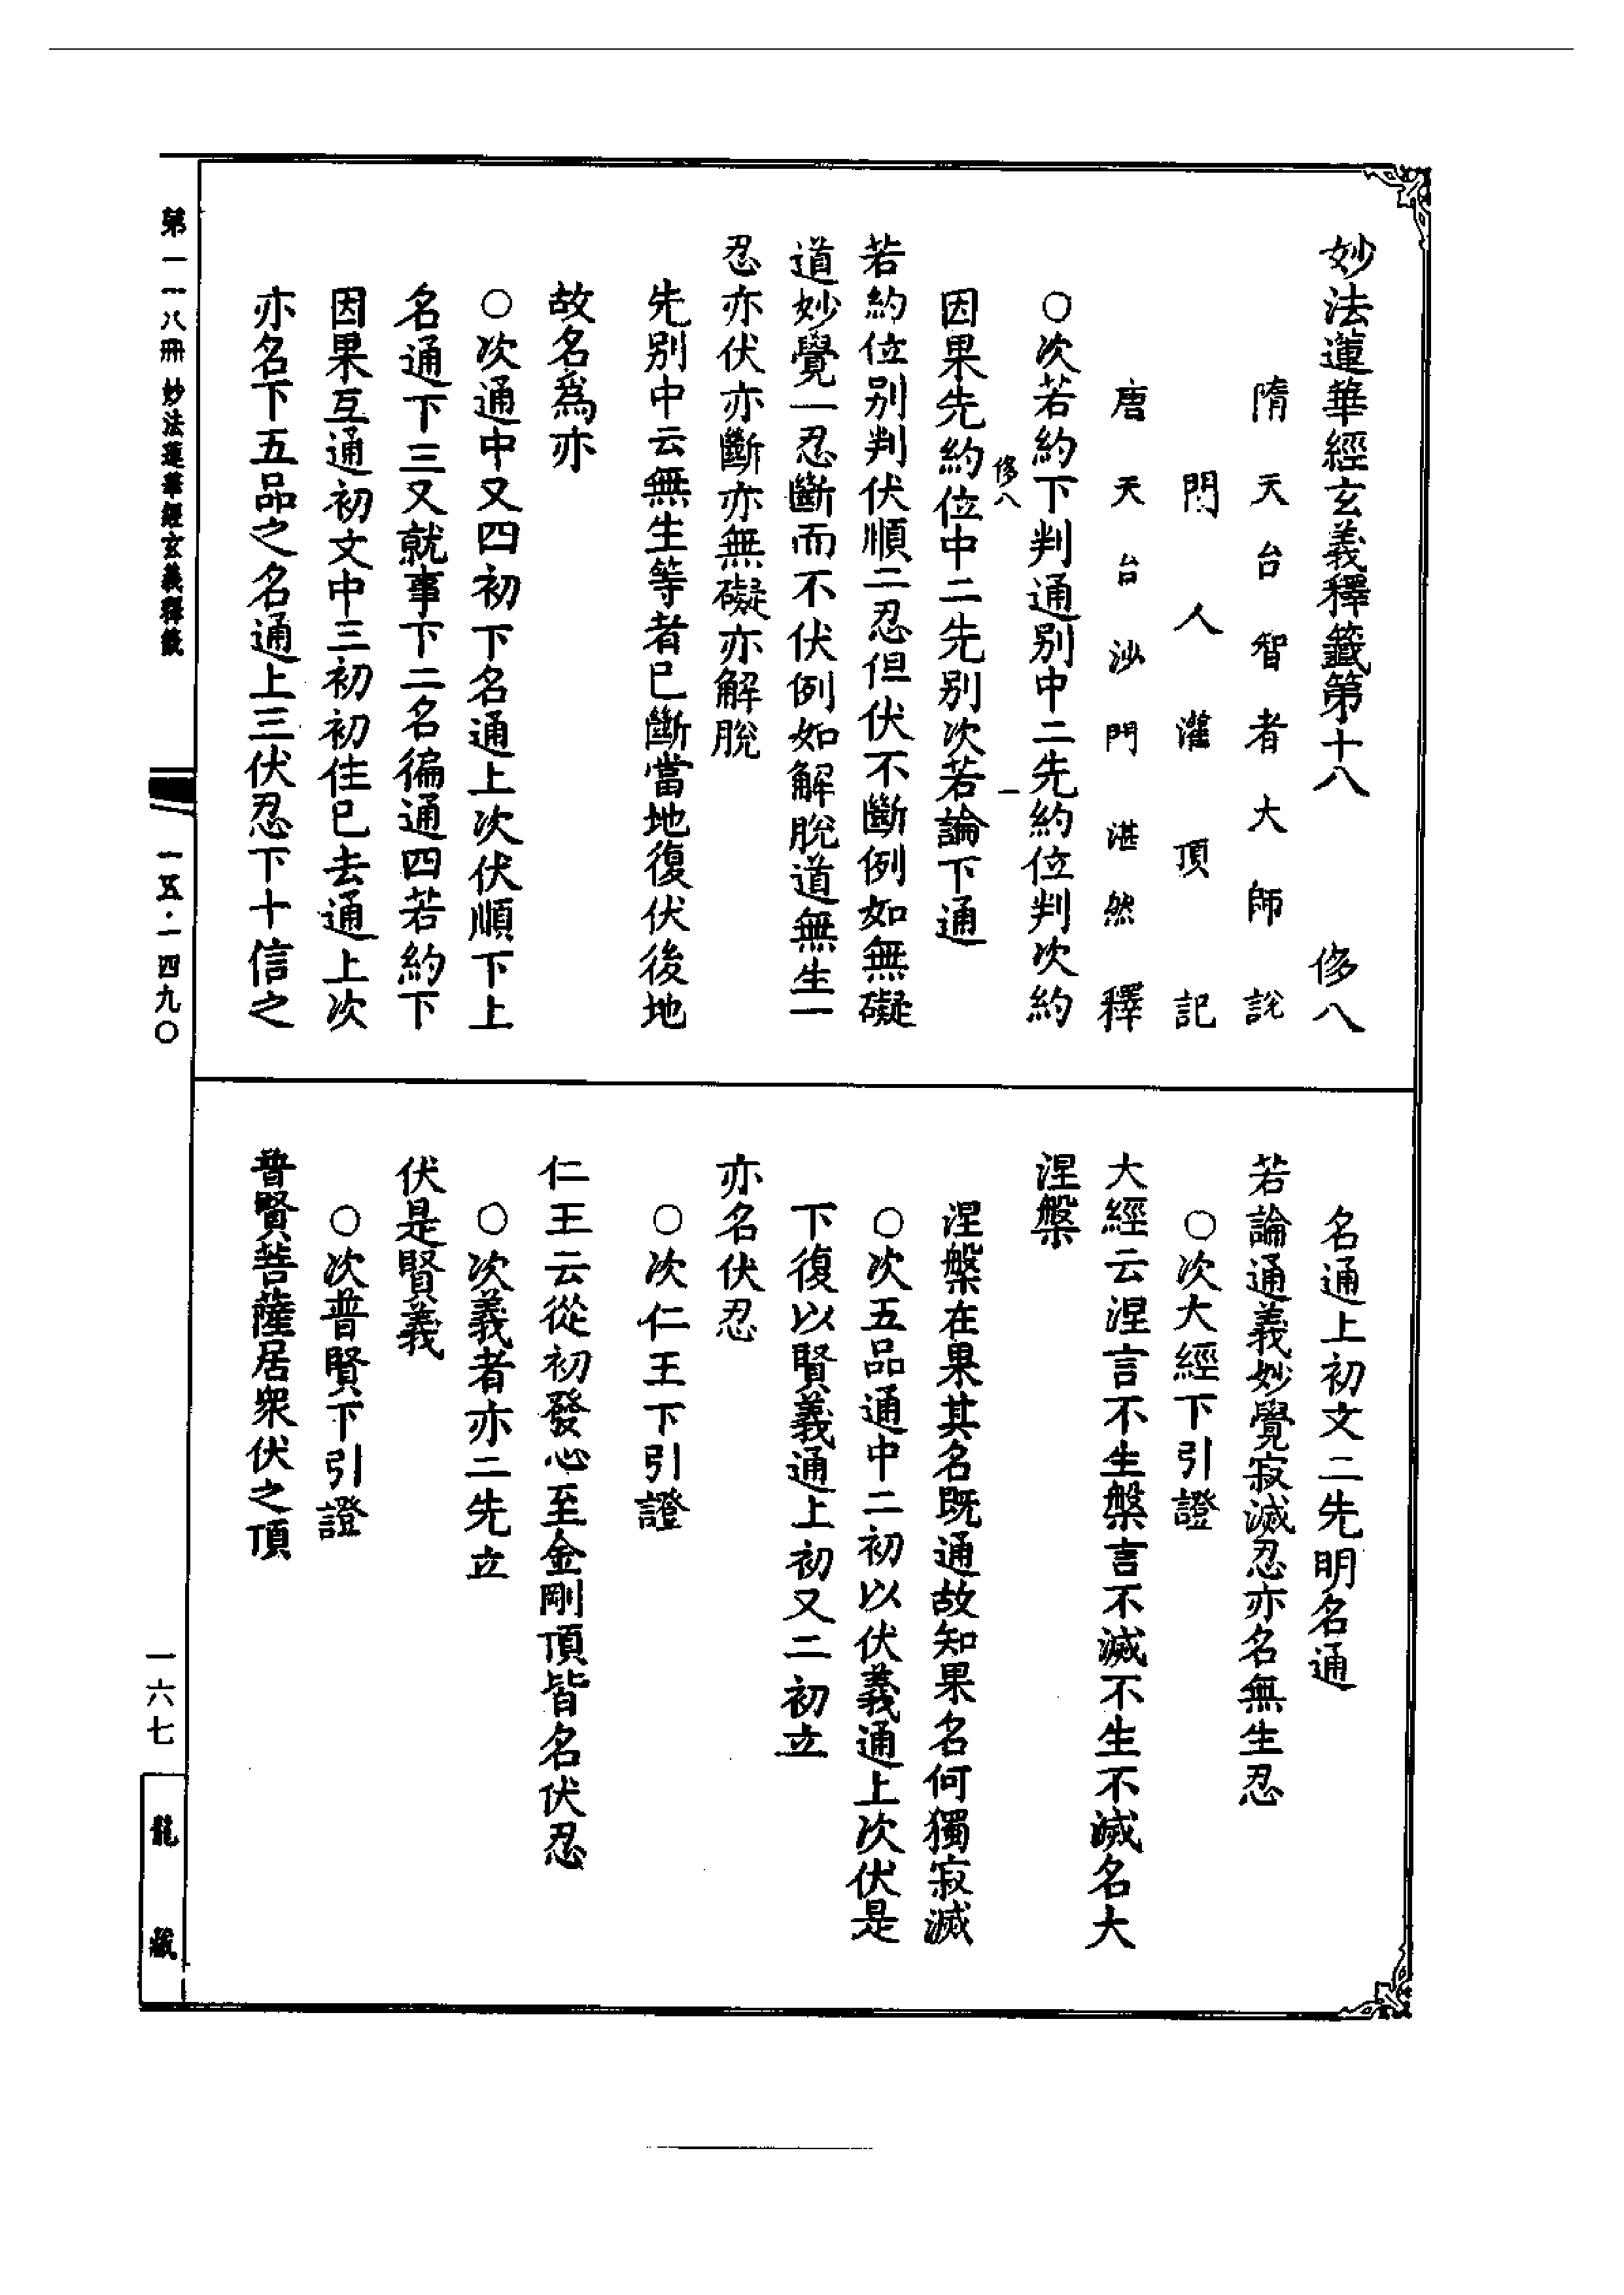 妙法蓮華經玄義釋籤第十八 侈八
隋天台智者大師說
門人灌頂記
唐天台沙門湛然釋
○次若約下判通別中二先約位判次約
侈八 一
因果先約位中二先別次若論下通
若約位別判伏順二忍但伏不斷例如無礙
道妙覺一忍斷而不伏例如解脫道無生一
忍亦伏亦斷亦無礙亦解脫
先別中云無生等者已斷當地復伏後地
故名為亦
○次通中又四初下名通上次伏順下上
名通下三又就事下二名徧通四若約下
因果互通初文中三初初住已去通上次
亦名下五品之名通上三伏忍下十信之
名通上初文二先明名通
若論通義妙覺寂滅忍亦名無生忍
○次大經下引證
大經云涅言不生槃言不滅不生不滅名大
涅槃
涅槃在果其名既通故知果名何獨寂滅
○次五品通中二初以伏義通上次伏是
下復以賢義通上初又二初立
亦名伏忍
○次仁王下引證
仁王云從初發心至金剛頂皆名伏忍
○次義者亦二先立
伏是賢義
○次普賢下引證
普賢菩薩居眾伏之頂
第一一八冊 妙法蓮華經玄義釋籤
一五·一四九〇
一六七
龍藏